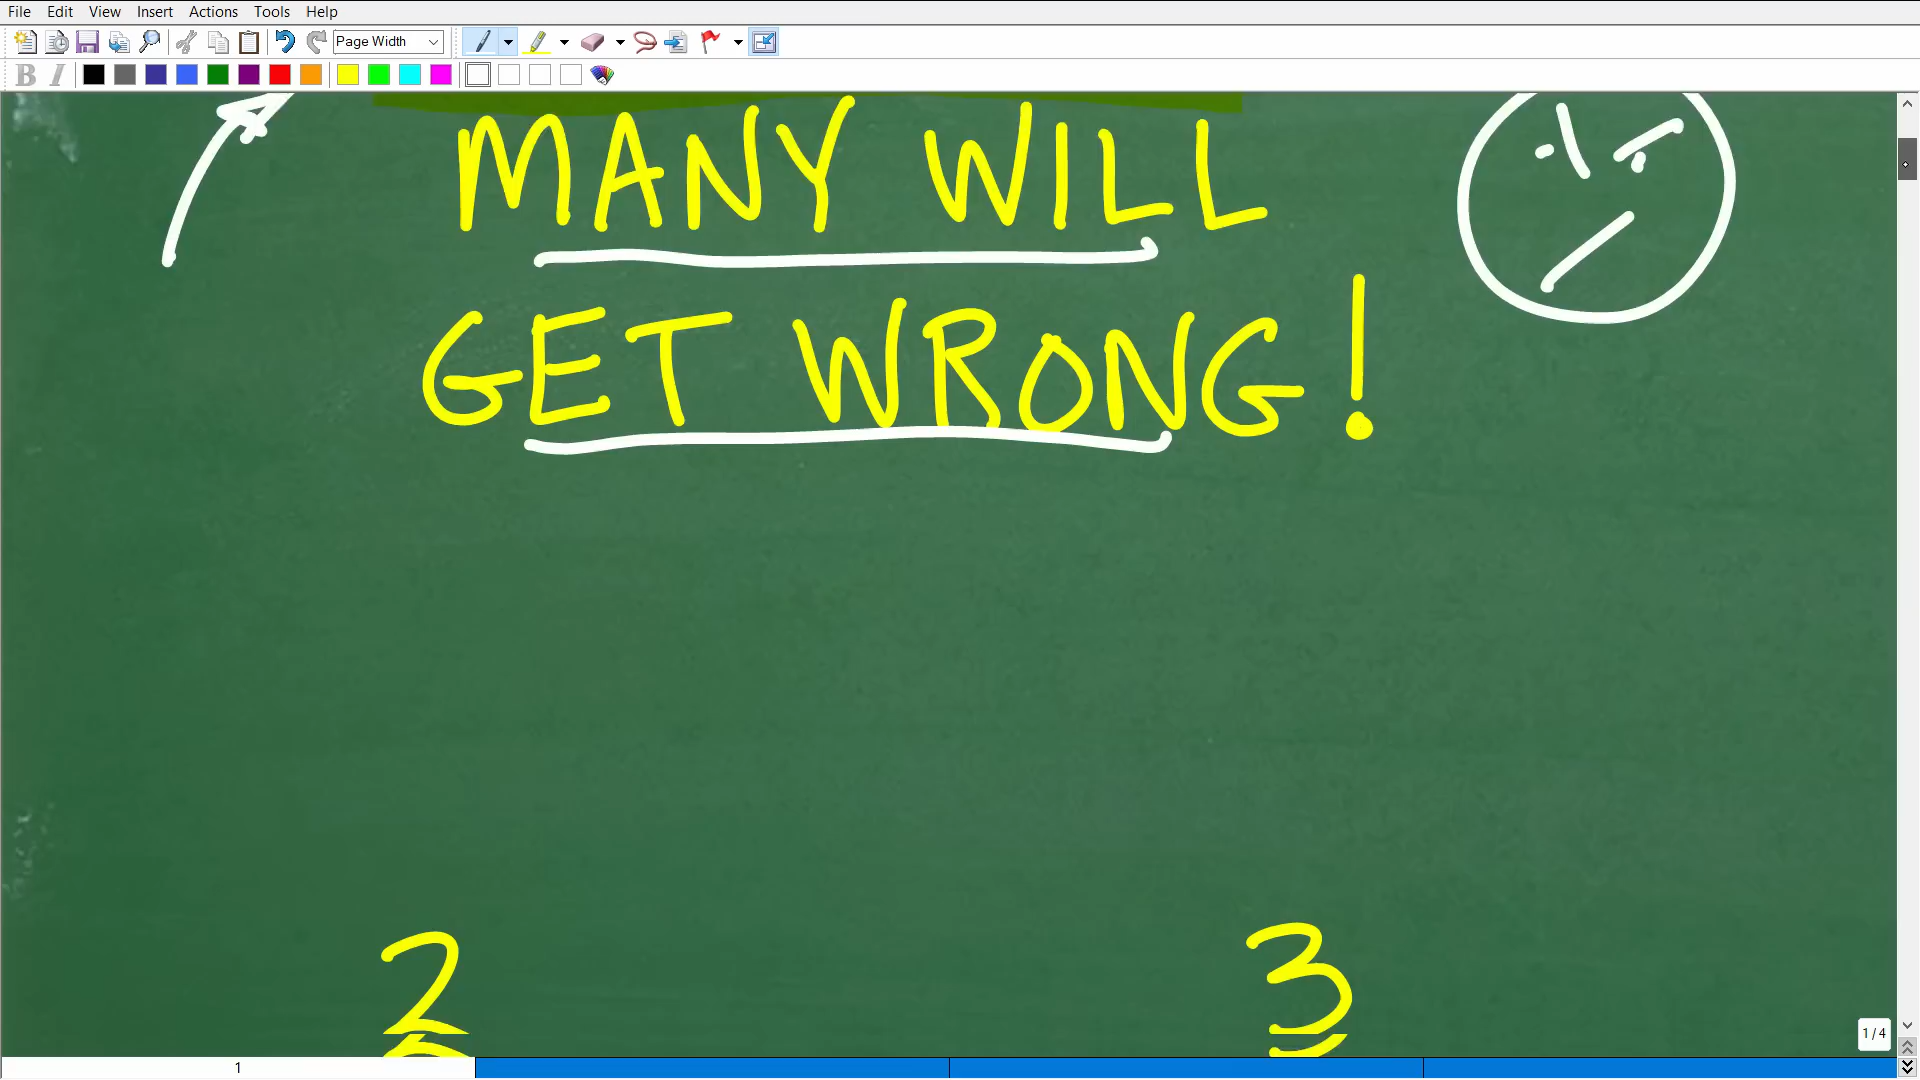 File Edit View Insert Actions Tools Help
Page Width
B I
MANY WILL
GET WRONG!
2 3
1 / 4
1